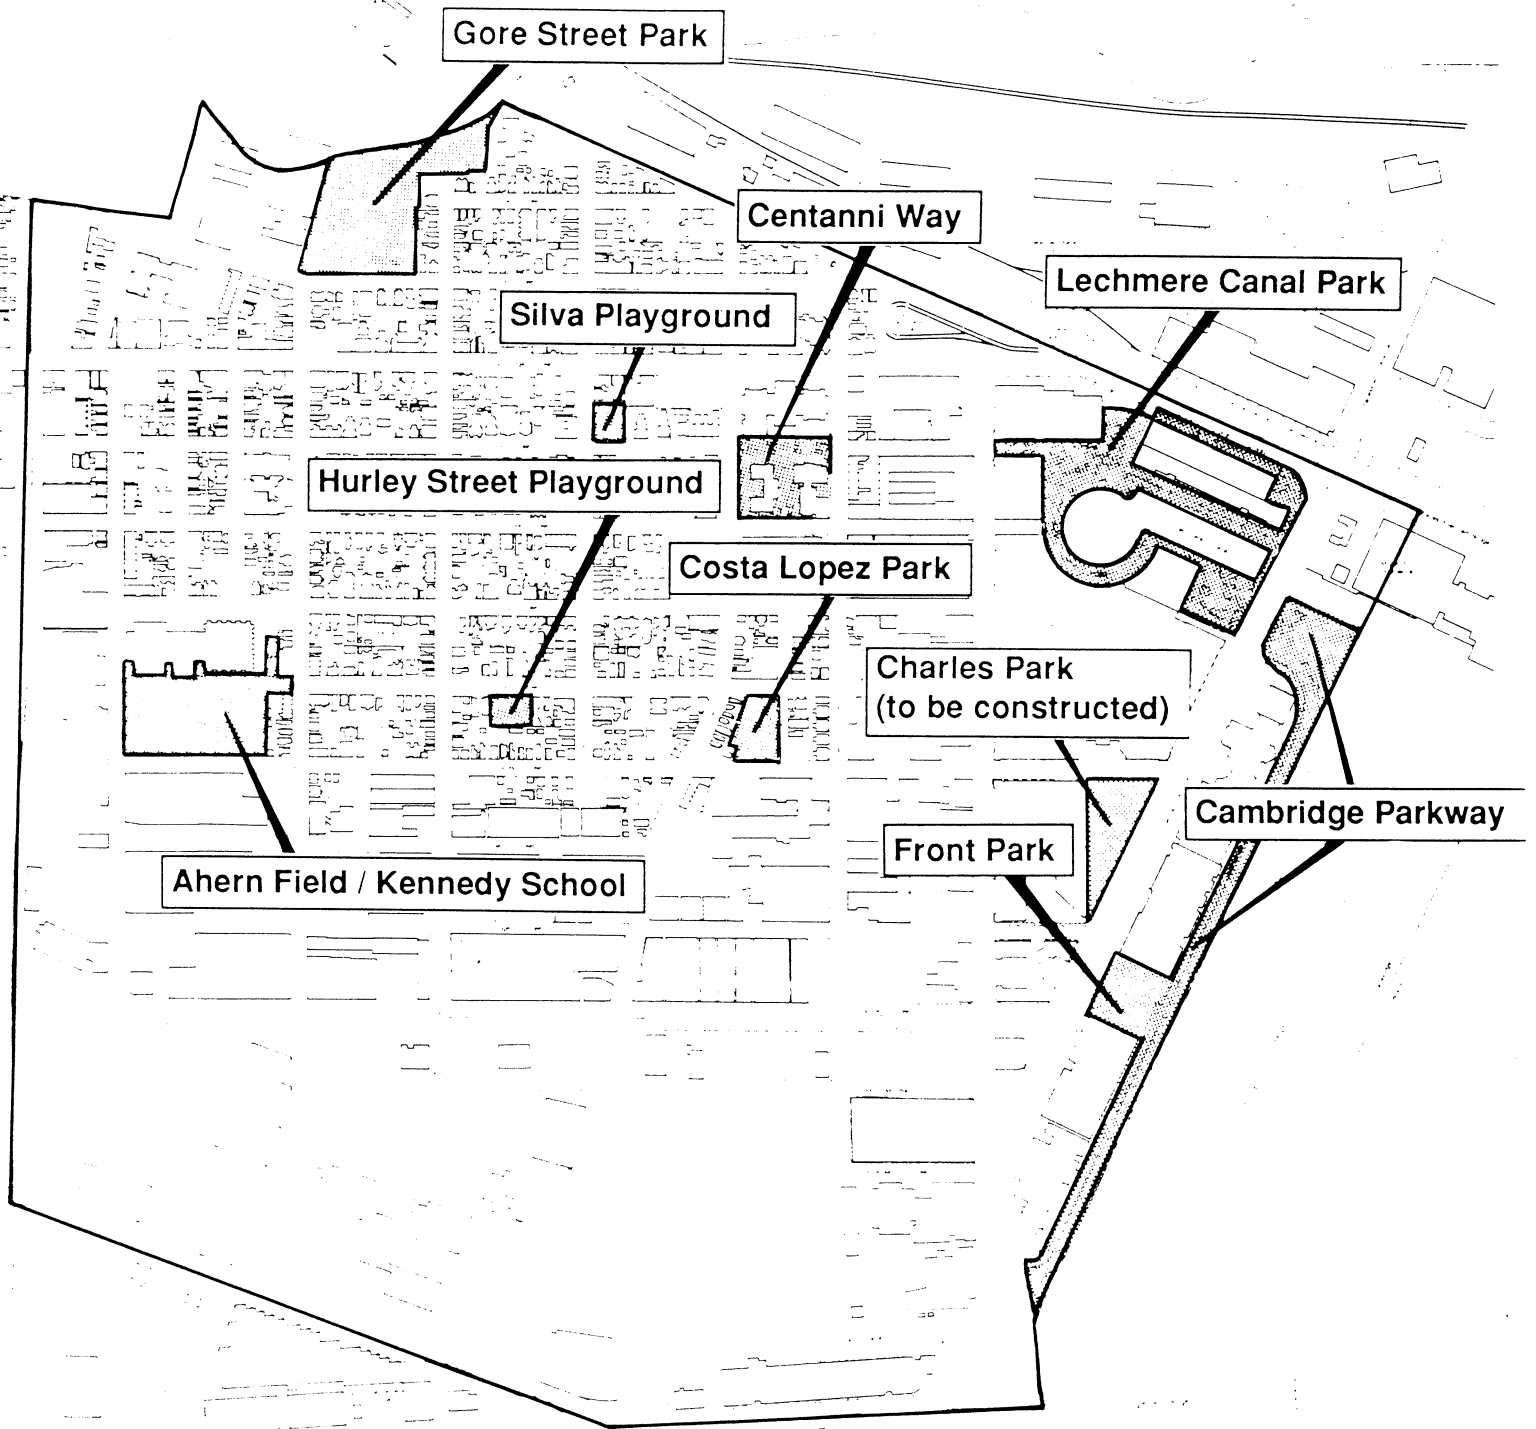 Gore Street Park
Centanni Way
Lechmere Canal Park
Silva Playground
Hurley Street Playground
Costa Lopez Park
Charles Park
(to be constructed)
Cambridge Parkway
Front Park
Ahern Field / Kennedy School